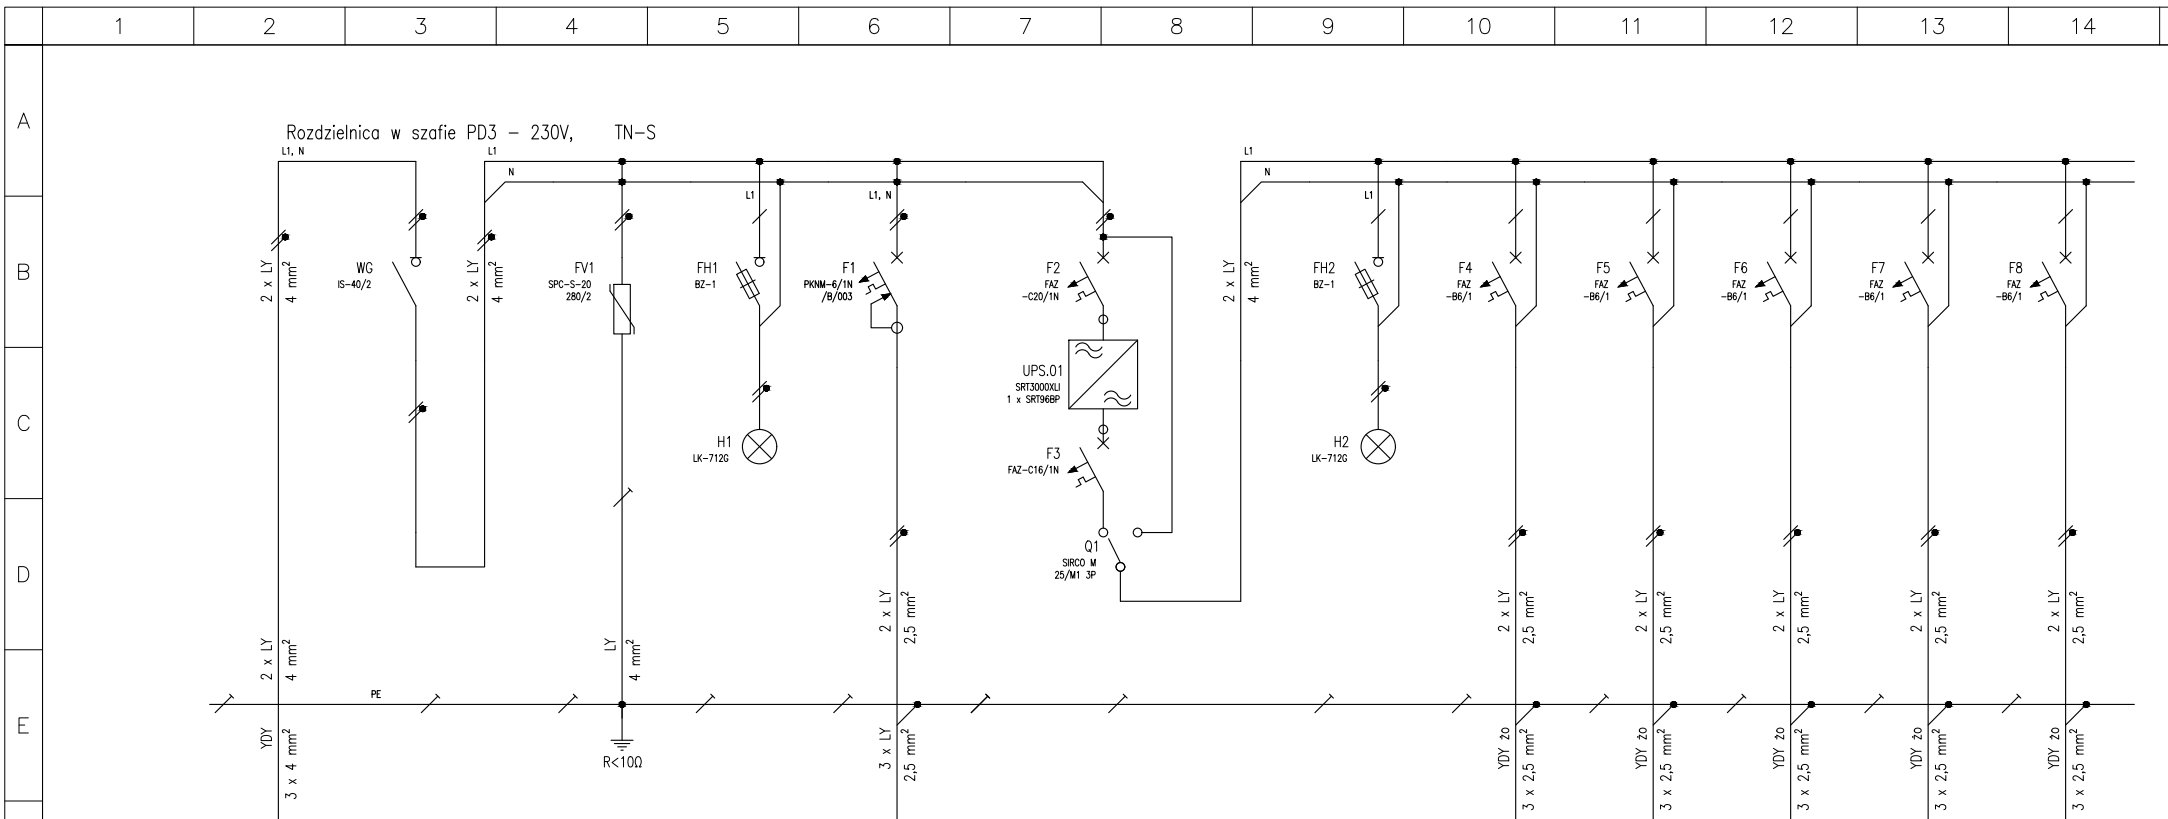 1 2 3 4 5 6 7 8 9 10 11 12 13 14
A
Rozdzielnica w szafie PD3 - 230V, TN-S
L1, N
L1
N
L1
L1, N
L1
N
L1
B
2 x LY
4 mm²
WG
IS-40/2
2 x LY
4 mm²
FV1
SPC-S-20
280/2
FH1
BZ-1
F1
PKNM-6/1N
/B/003
F2
FAZ
-C20/1N
2 x LY
4 mm²
FH2
BZ-1
F4
FAZ
-B6/1
F5
FAZ
-B6/1
F6
FAZ
-B6/1
F7
FAZ
-B6/1
F8
FAZ
-B6/1
C
UPS.01
SRT3000XLI
1 x SRT96BP
H1
LK-712G
F3
FAZ-C16/1N
H2
LK-712G
D
Q1
SIRCO M
25/M1 3P
2 x LY
4 mm²
LY
4 mm²
2 x LY
2,5 mm²
2 x LY
2,5 mm²
2 x LY
2,5 mm²
2 x LY
2,5 mm²
2 x LY
2,5 mm²
2 x LY
2,5 mm²
E
PE
YDY
3 x 4 mm²
R<10Ω
3 x LY
2,5 mm²
YDY żo
3 x 2,5 mm²
YDY żo
3 x 2,5 mm²
YDY żo
3 x 2,5 mm²
YDY żo
3 x 2,5 mm²
YDY żo
3 x 2,5 mm²